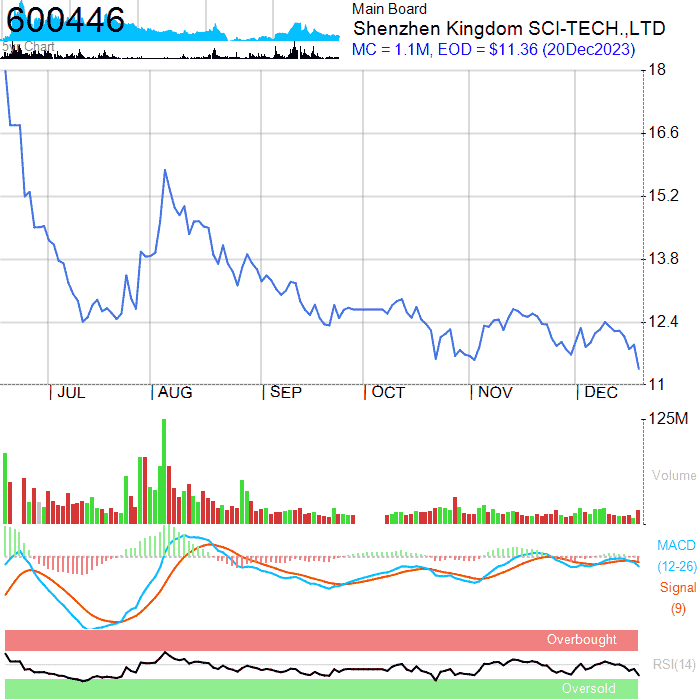 600446
5yr Chart
Main Board
Shenzhen Kingdom SCI-TECH.,LTD
MC = 1.1M, EOD = $11.36 (20Dec2023)
18
16.6
15.2
13.8
12.4
11
JUL
AUG
SEP
OCT
NOV
DEC
125M
Volume
MACD
(12-26)
Signal
(9)
Overbought
RSI(14)
Oversold